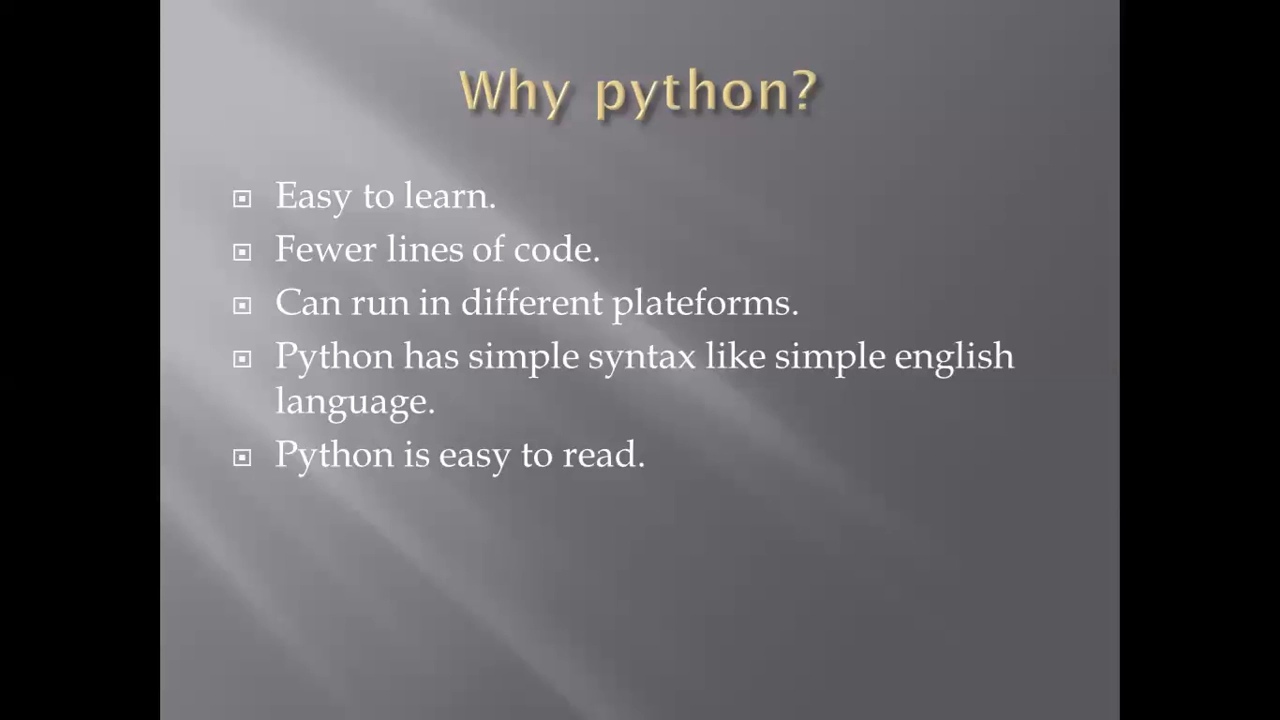 Why python?
Easy to learn.
Fewer lines of code.
Can run in different plateforms.
Python has simple syntax like simple english
language.
Python is easy to read.